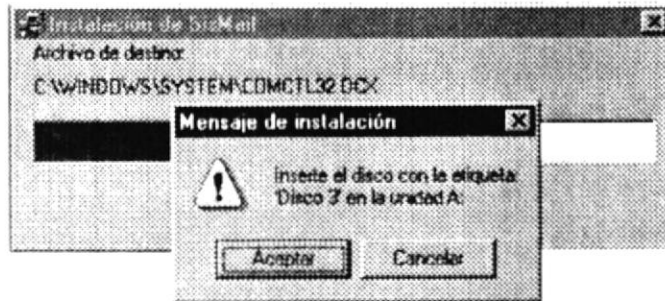 Instalación de SisMail
Archivo de destino:
C:\WINDOWS\SYSTEM\COMCTL32.OCX
Mensaje de instalación
Inserte el disco con la etiqueta:
'Disco 3' en la unidad A:
Aceptar
Cancelar